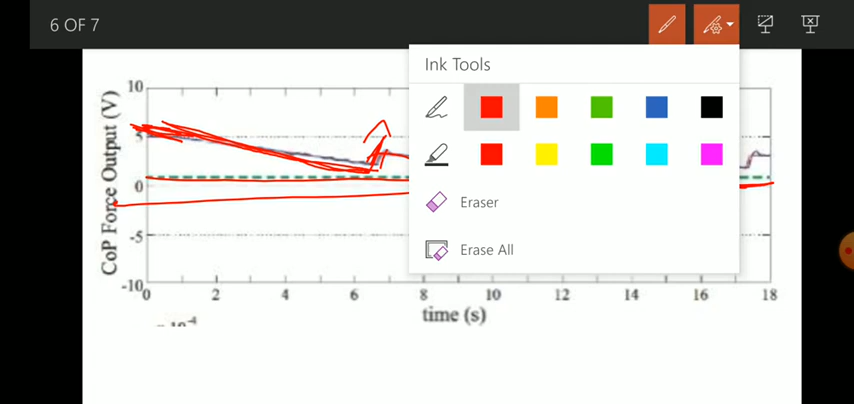 6 OF 7
Ink Tools
Eraser
Erase All
10
5
0
-5
-10
CoP Force Output (V)
0 2 4 6 8 10 12 14 16 18
time (s)